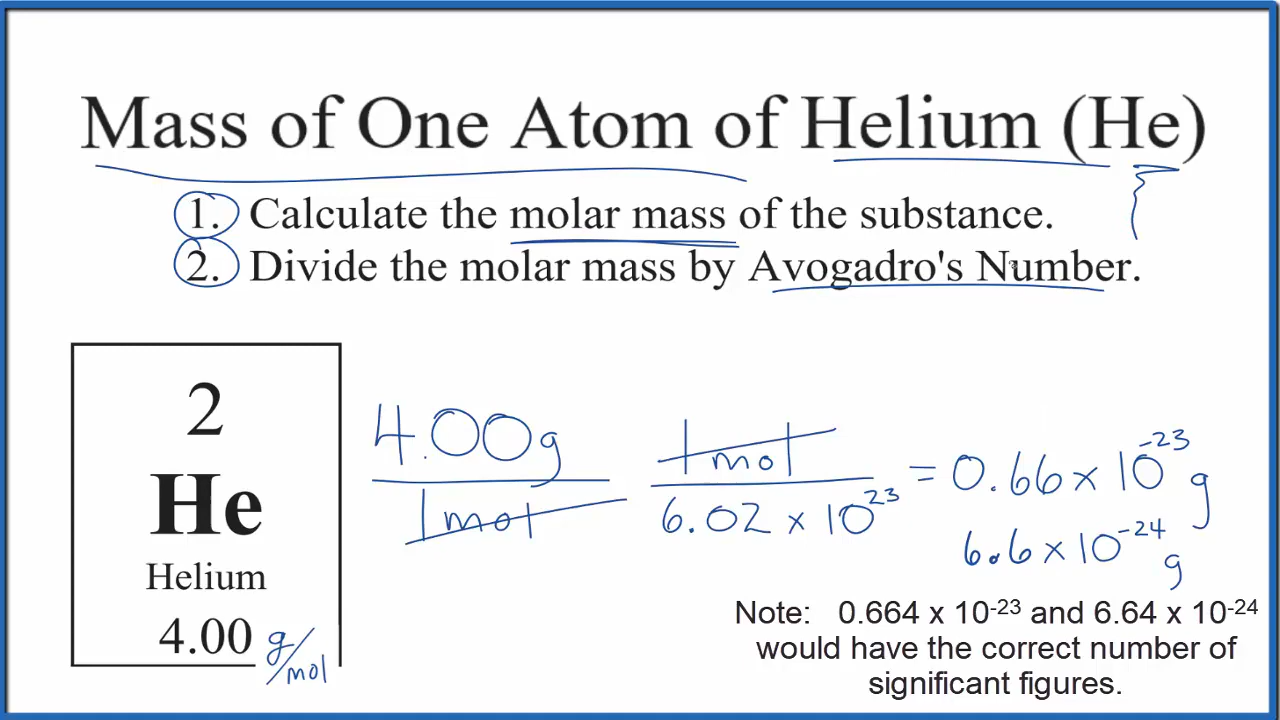 Mass of One Atom of Helium (He)
1. Calculate the molar mass of the substance.
2. Divide the molar mass by Avogadro's Number.
2
He
Helium
4.00 g/mol
4.00g / 1mol 1mol / 6.02 x 10^23 = 0.66 x 10^-23 g
6.6 x 10^-24 g
Note: 0.664 x 10^-23 and 6.64 x 10^-24
would have the correct number of
significant figures.